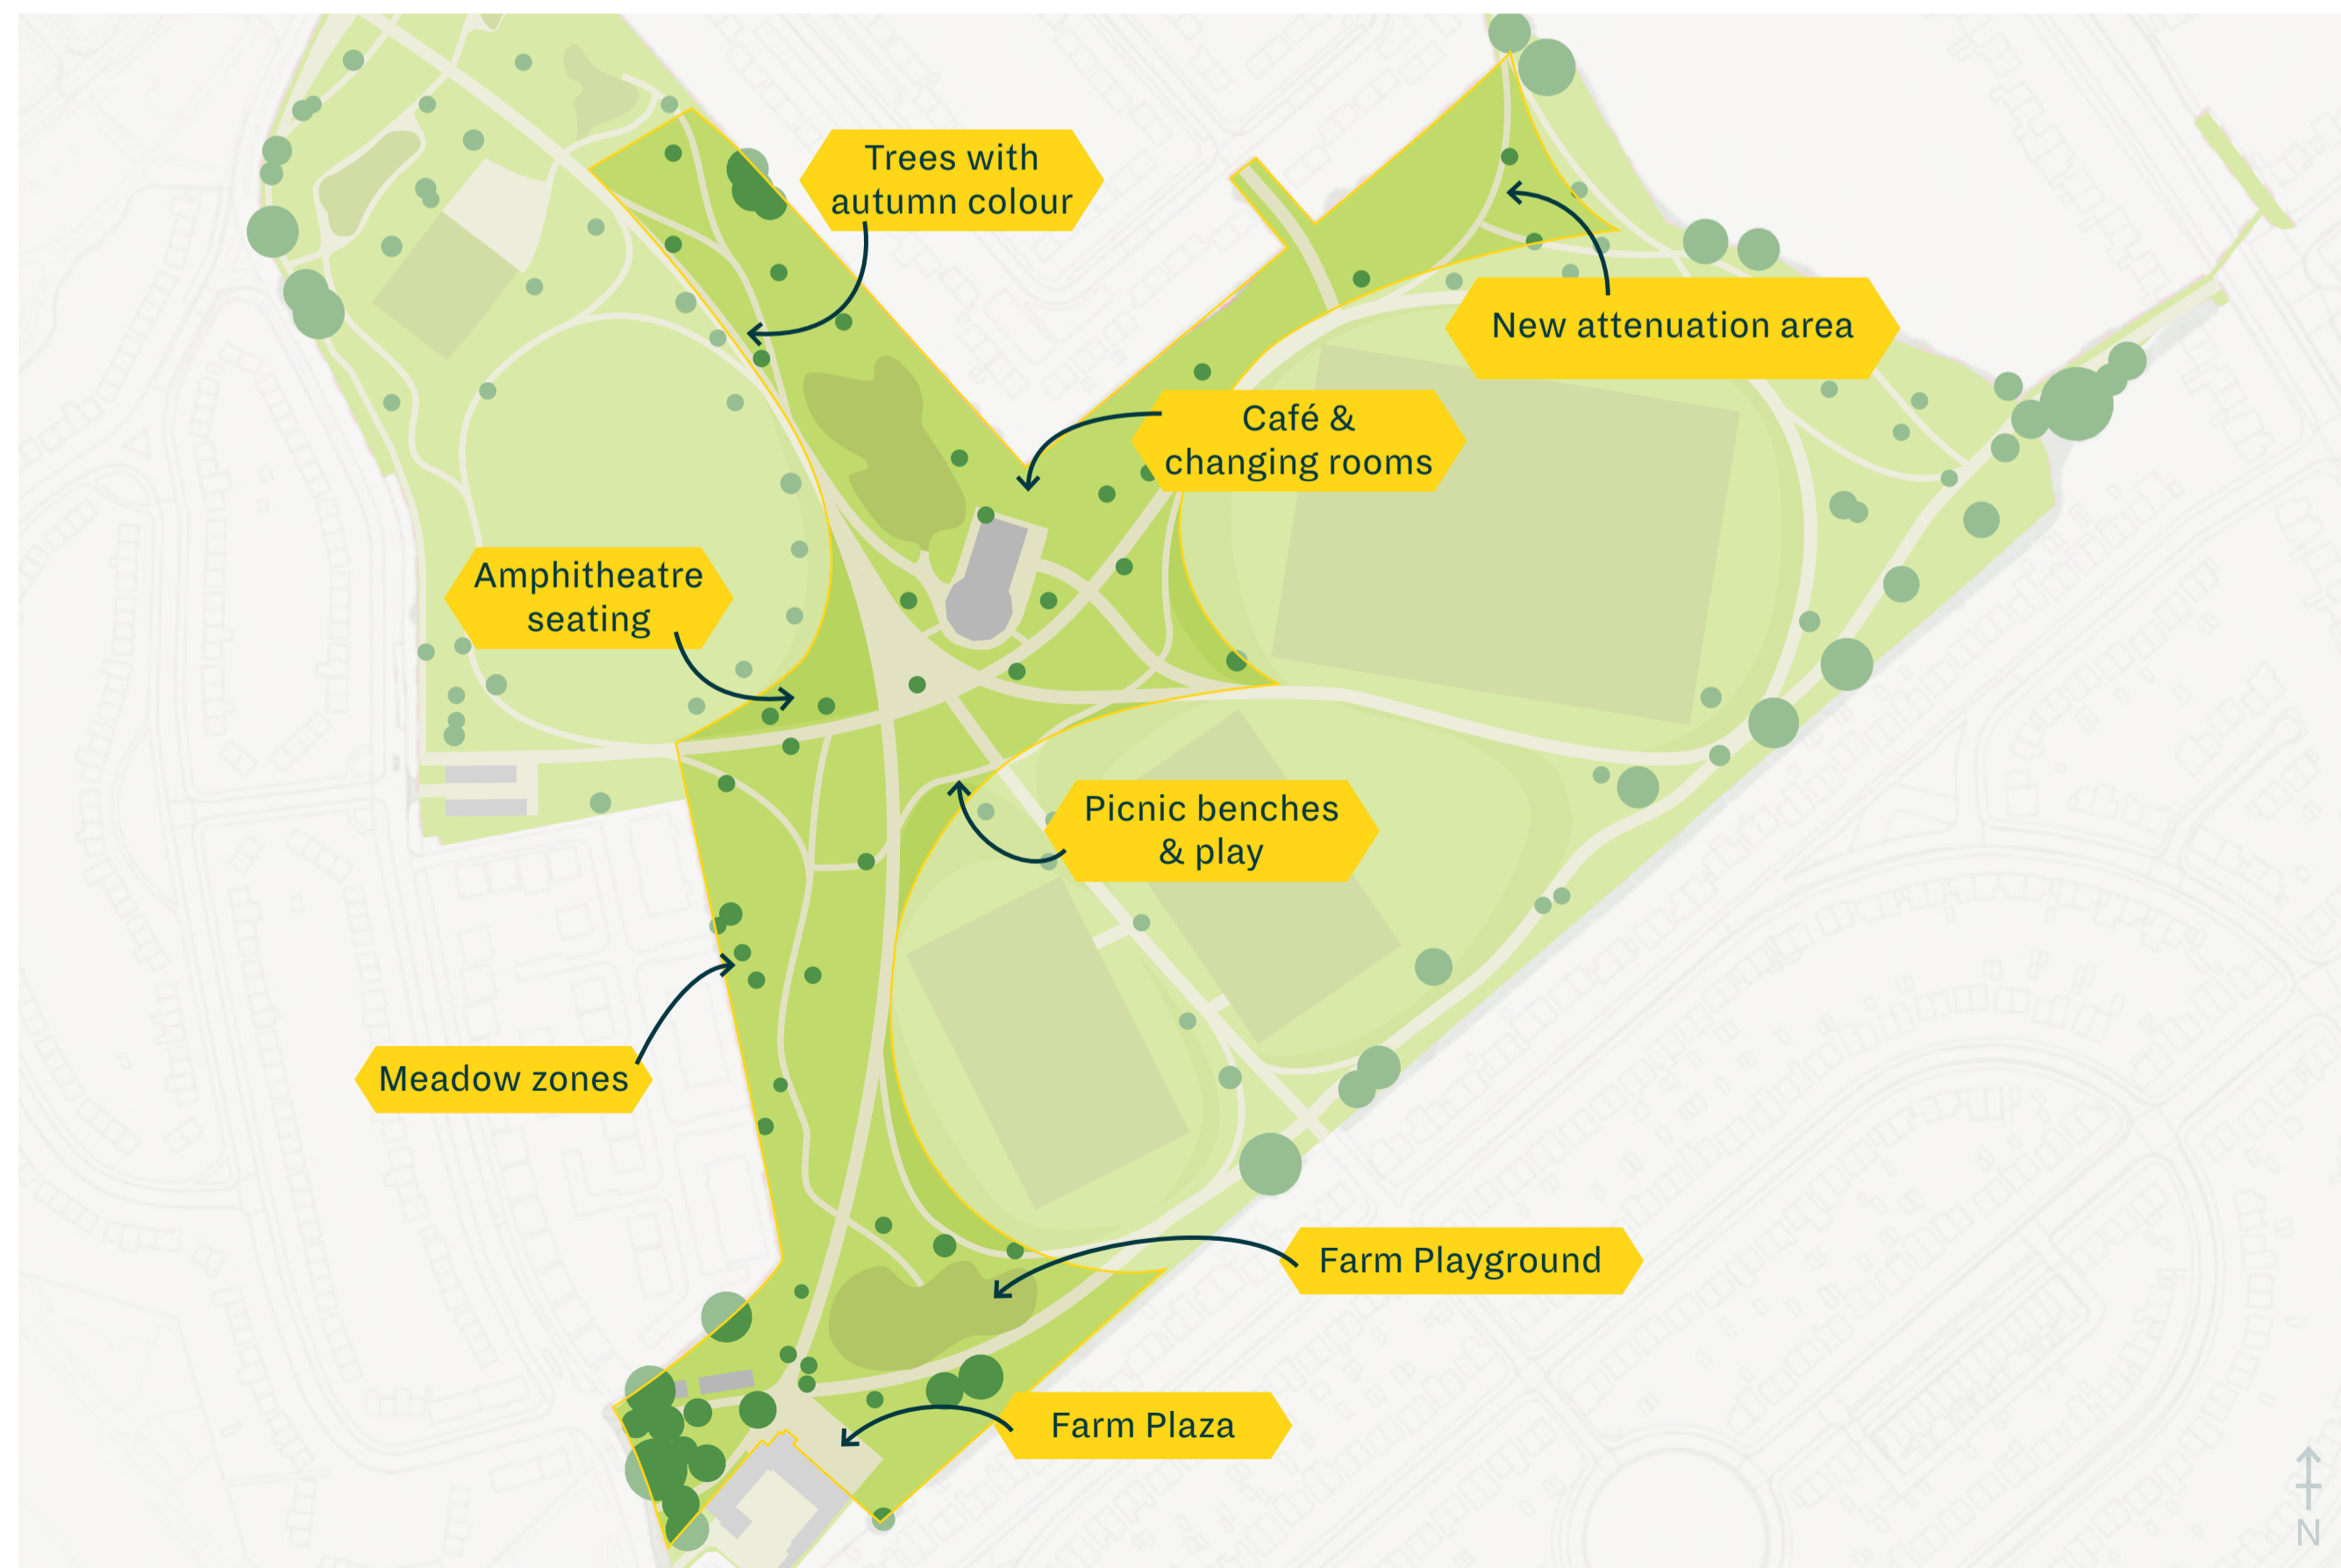 Trees with
autumn colour
New attenuation area
Café &
changing rooms
Amphitheatre
seating
Picnic benches
& play
Meadow zones
Farm Playground
Farm Plaza
N